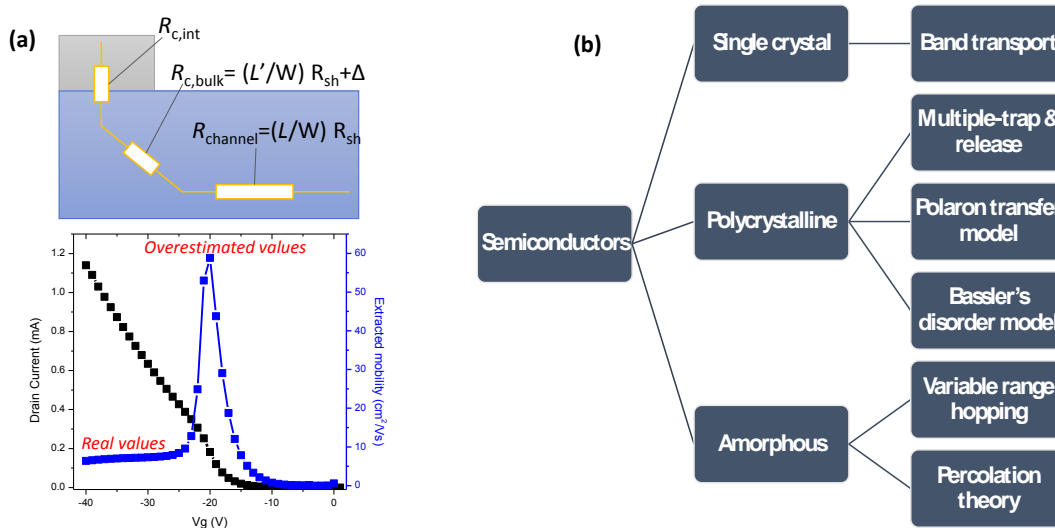 (a)
R_c,int
R_c,bulk= (L'/W) R_sh+Δ
R_channel=(L/W) R_sh
Overestimated values
Real values
1.2
1.0
0.8
0.6
0.4
0.2
0.0
Drain Current (mA)
60
50
40
30
20
10
0
Extracted mobility (cm²/Vs)
-40
-30
-20
-10
0
Vg (V)
(b)
Semiconductors
Single crystal
Band transport
Polycrystalline
Multiple-trap &
release
Polaron transfer
model
Bassler's
disorder model
Amorphous
Variable range
hopping
Percolation
theory